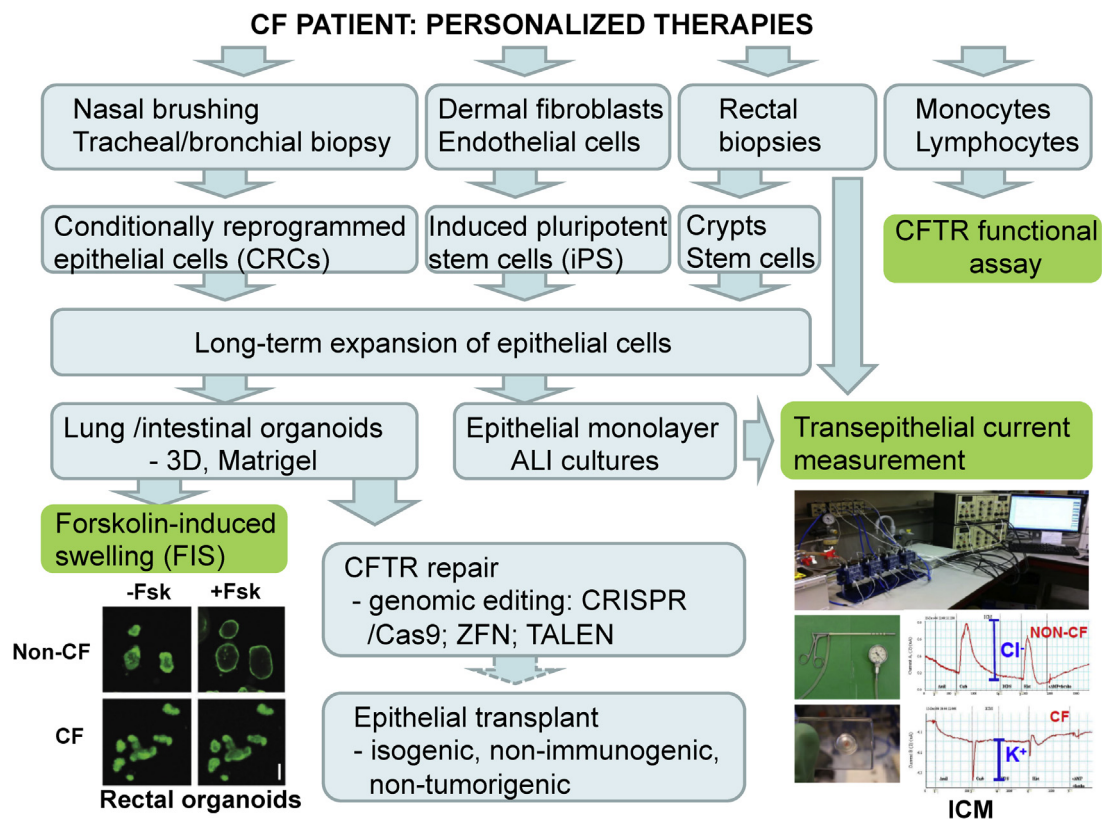 CF PATIENT: PERSONALIZED THERAPIES
Nasal brushing
Tracheal/bronchial biopsy
Dermal fibroblasts
Endothelial cells
Rectal
biopsies
Monocytes
Lymphocytes
Conditionally reprogrammed
epithelial cells (CRCs)
Induced pluripotent
stem cells (iPS)
Crypts
Stem cells
CFTR functional
assay
Long-term expansion of epithelial cells
Lung /intestinal organoids
- 3D, Matrigel
Epithelial monolayer
ALI cultures
Transepithelial current
measurement
Forskolin-induced
swelling (FIS)
-Fsk +Fsk
Non-CF
CF
Rectal organoids
CFTR repair
- genomic editing: CRISPR
/Cas9; ZFN; TALEN
Epithelial transplant
- isogenic, non-immunogenic,
non-tumorigenic
NON-CF
Cl-
CF
K+
ICM